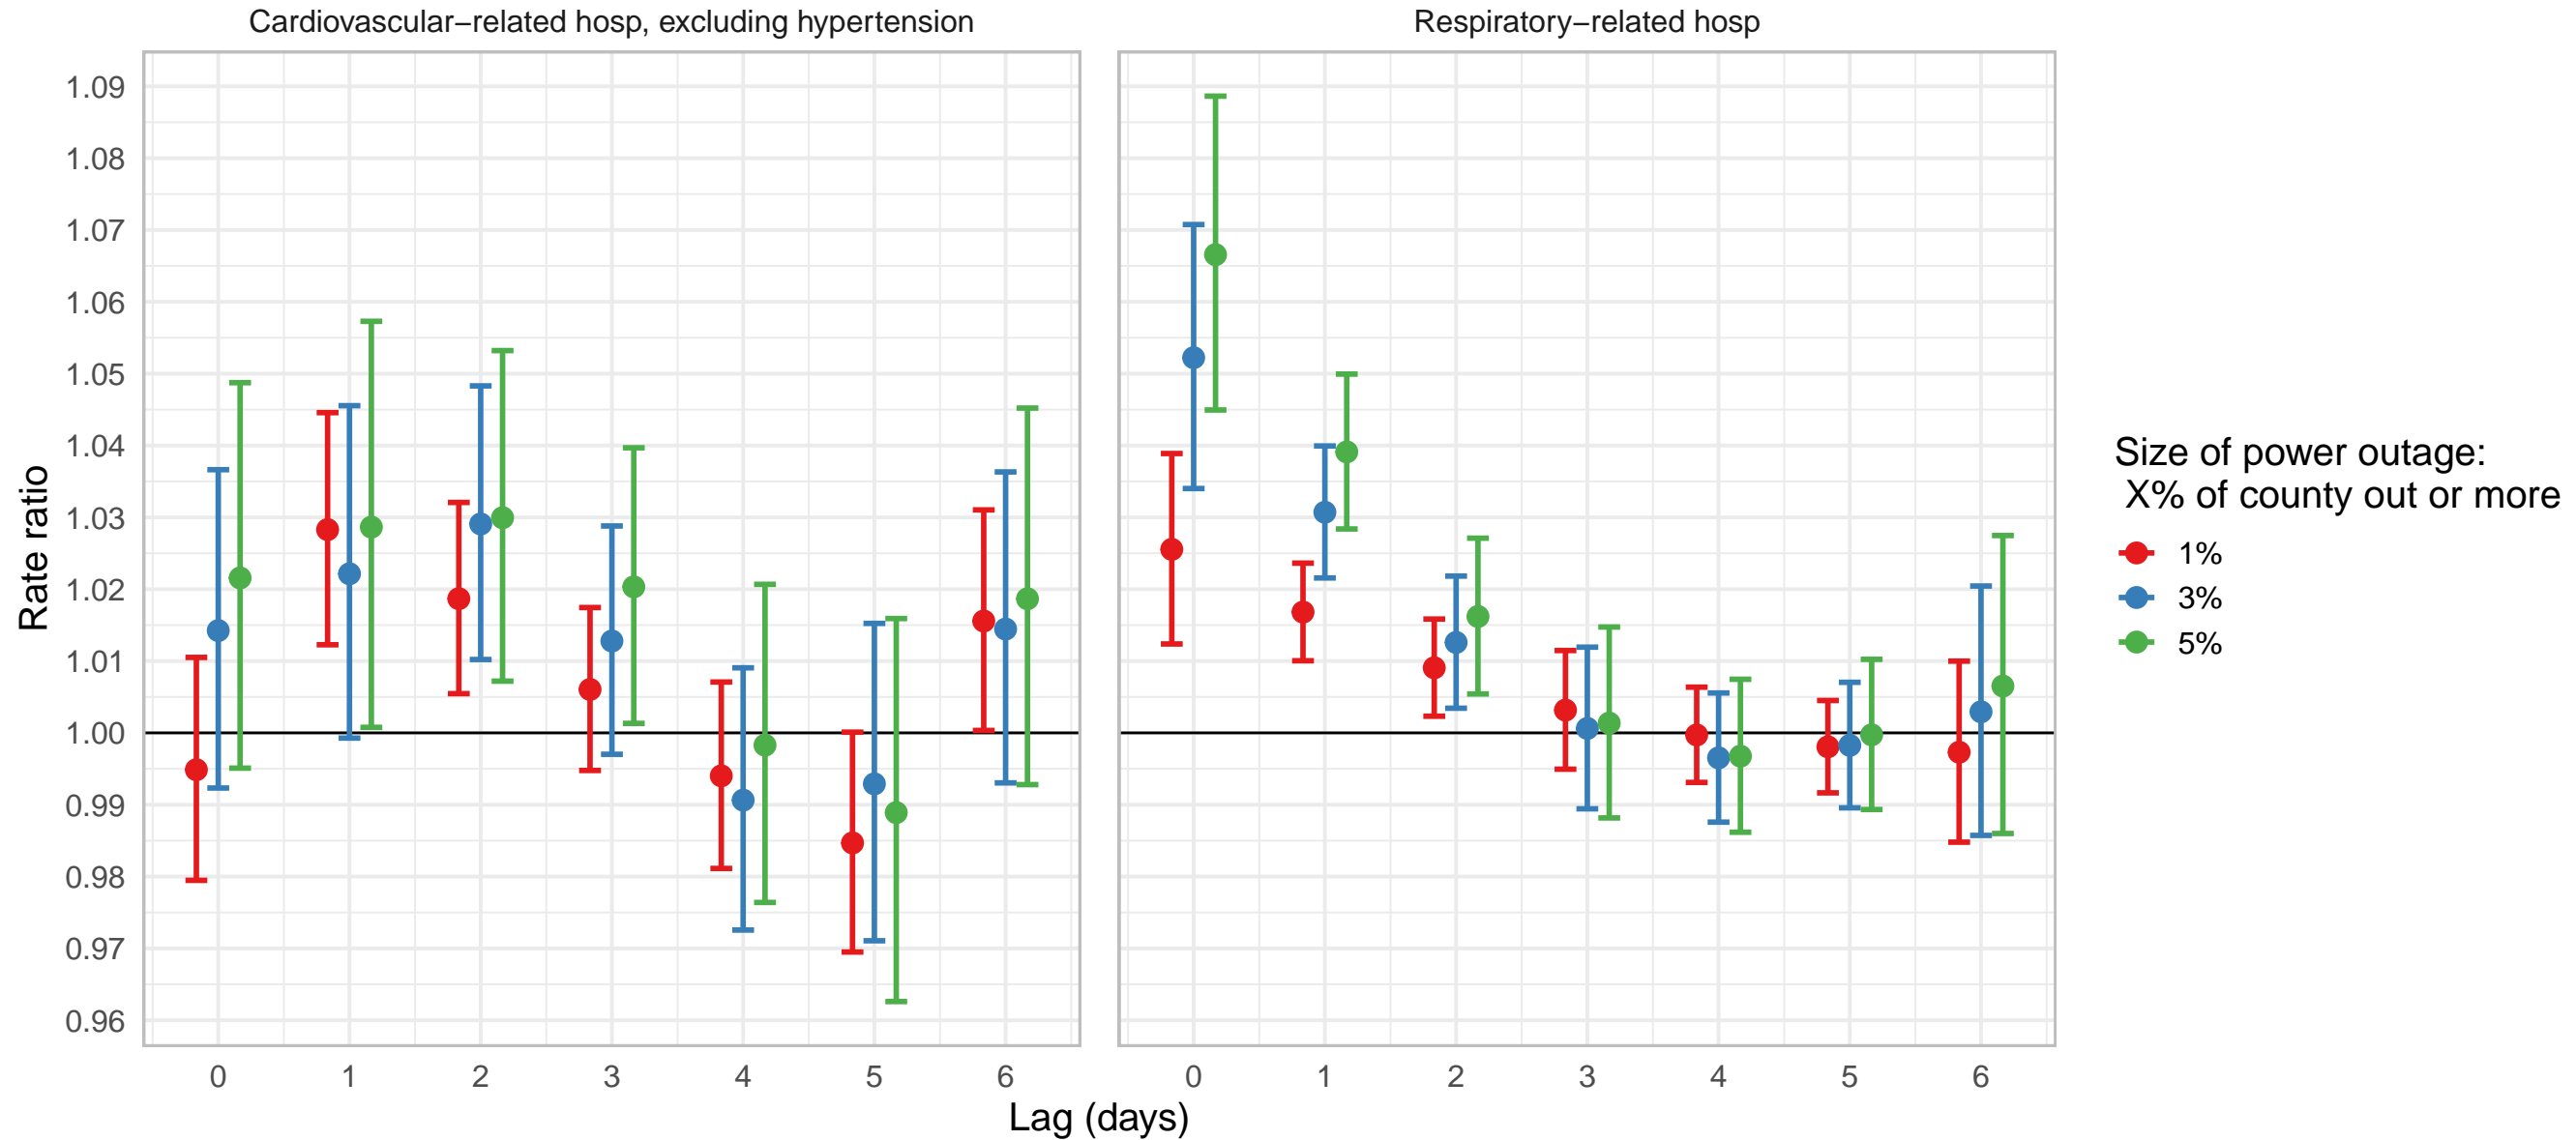 Cardiovascular−related hosp, excluding hypertension
Respiratory−related hosp
Rate ratio
1.09
1.08
1.07
1.06
1.05
1.04
1.03
1.02
1.01
1.00
0.99
0.98
0.97
0.96
0 1 2 3 4 5 6
0 1 2 3 4 5 6
Lag (days)
Size of power outage:
X% of county out or more
1%
3%
5%